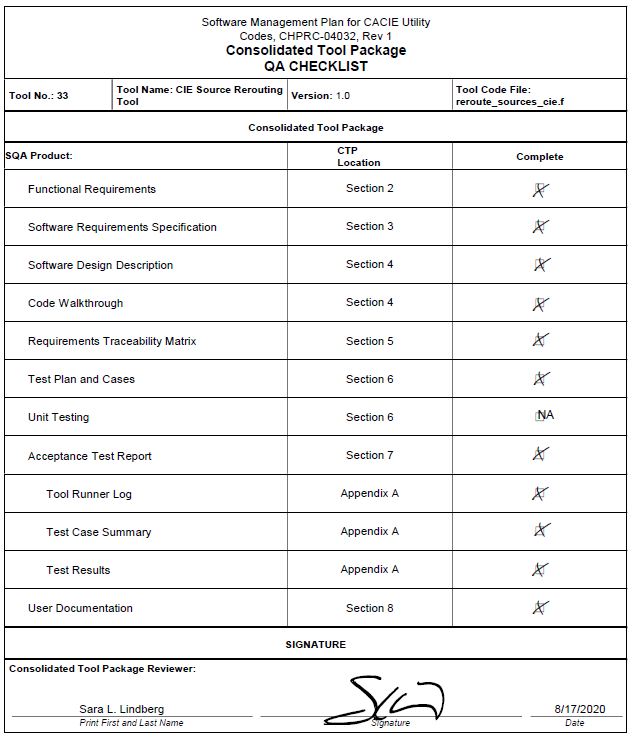 Software Management Plan for CACIE Utility
Codes, CHPRC-04032, Rev 1
Consolidated Tool Package
QA CHECKLIST
Tool No.: 33
Tool Name: CIE Source Rerouting
Tool
Version: 1.0
Tool Code File:
reroute_sources_cie.f
Consolidated Tool Package
SQA Product:
CTP
Location
Complete
Functional Requirements Section 2 X
Software Requirements Specification Section 3 X
Software Design Description Section 4 X
Code Walkthrough Section 4 X
Requirements Traceability Matrix Section 5 X
Test Plan and Cases Section 6 X
Unit Testing Section 6 NA
Acceptance Test Report Section 7 X
Tool Runner Log Appendix A X
Test Case Summary Appendix A X
Test Results Appendix A X
User Documentation Section 8 X
SIGNATURE
Consolidated Tool Package Reviewer:
Sara L. Lindberg 8/17/2020
Print First and Last Name Signature Date